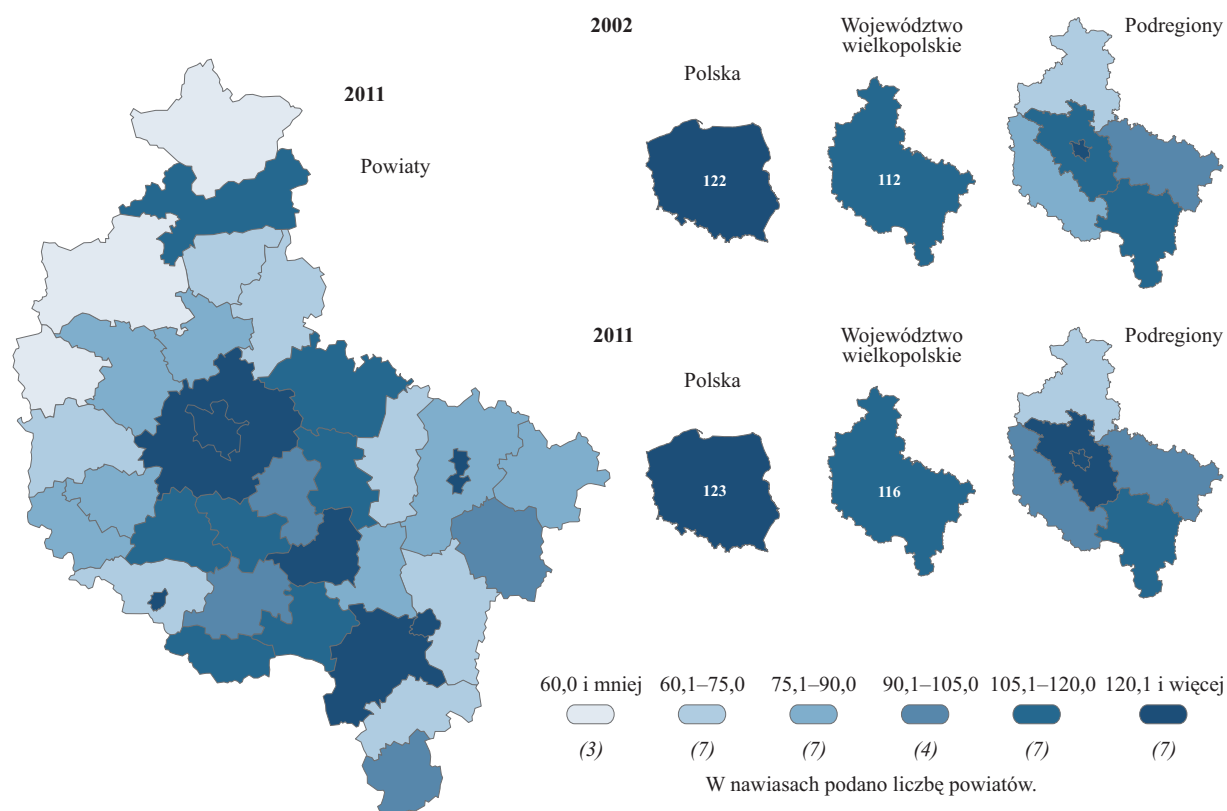 2002
Polska
Województwo
wielkopolskie
Podregiony
122
112
2011
Powiaty
2011
Polska
Województwo
wielkopolskie
Podregiony
123
116
60,0 i mniej 60,1–75,0 75,1–90,0 90,1–105,0 105,1–120,0 120,1 i więcej
(3) (7) (7) (4) (7) (7)
W nawiasach podano liczbę powiatów.